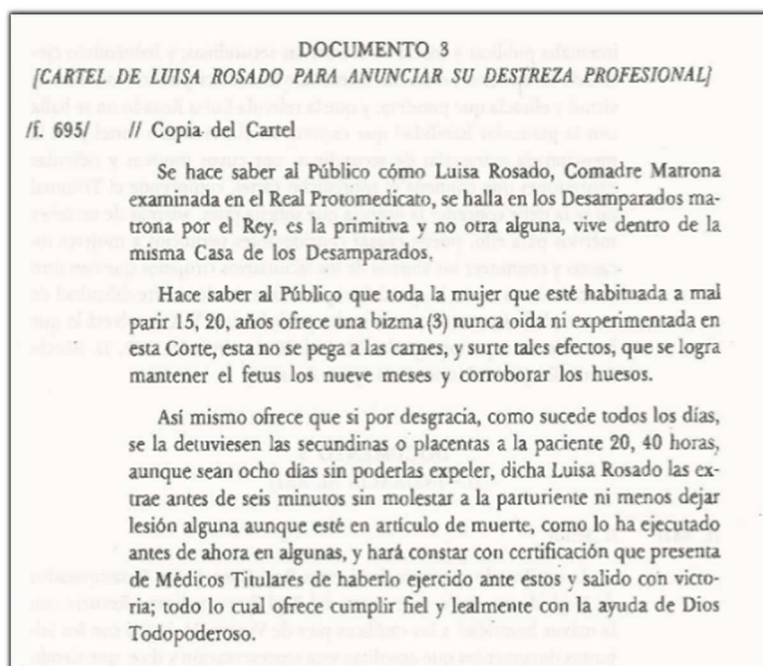 DOCUMENTO 3
[CARTEL DE LUISA ROSADO PARA ANUNCIAR SU DESTREZA PROFESIONAL]
/f. 695/ // Copia del Cartel
Se hace saber al Público cómo Luisa Rosado, Comadre Matrona
examinada en el Real Protomedicato, se halla en los Desamparados ma-
trona por el Rey, es la primitiva y no otra alguna, vive dentro de la
misma Casa de los Desamparados.
Hace saber al Público que toda la mujer que esté habituada a mal
parir 15, 20, años ofrece una bizma (3) nunca oida ni experimentada en
esta Corte, esta no se pega a las carnes, y surte tales efectos, que se logra
mantener el fetus los nueve meses y corroborar los huesos.
Así mismo ofrece que si por desgracia, como sucede todos los días,
se la detuviesen las secundinas o placentas a la paciente 20, 40 horas,
aunque sean ocho días sin poderlas expeler, dicha Luisa Rosado las ex-
trae antes de seis minutos sin molestar a la parturiente ni menos dejar
lesión alguna aunque esté en artículo de muerte, como lo ha ejecutado
antes de ahora en algunas, y hará constar con certificación que presenta
de Médicos Titulares de haberlo ejercido ante estos y salido con victo-
ria; todo lo cual ofrece cumplir fiel y lealmente con la ayuda de Dios
Todopoderoso.